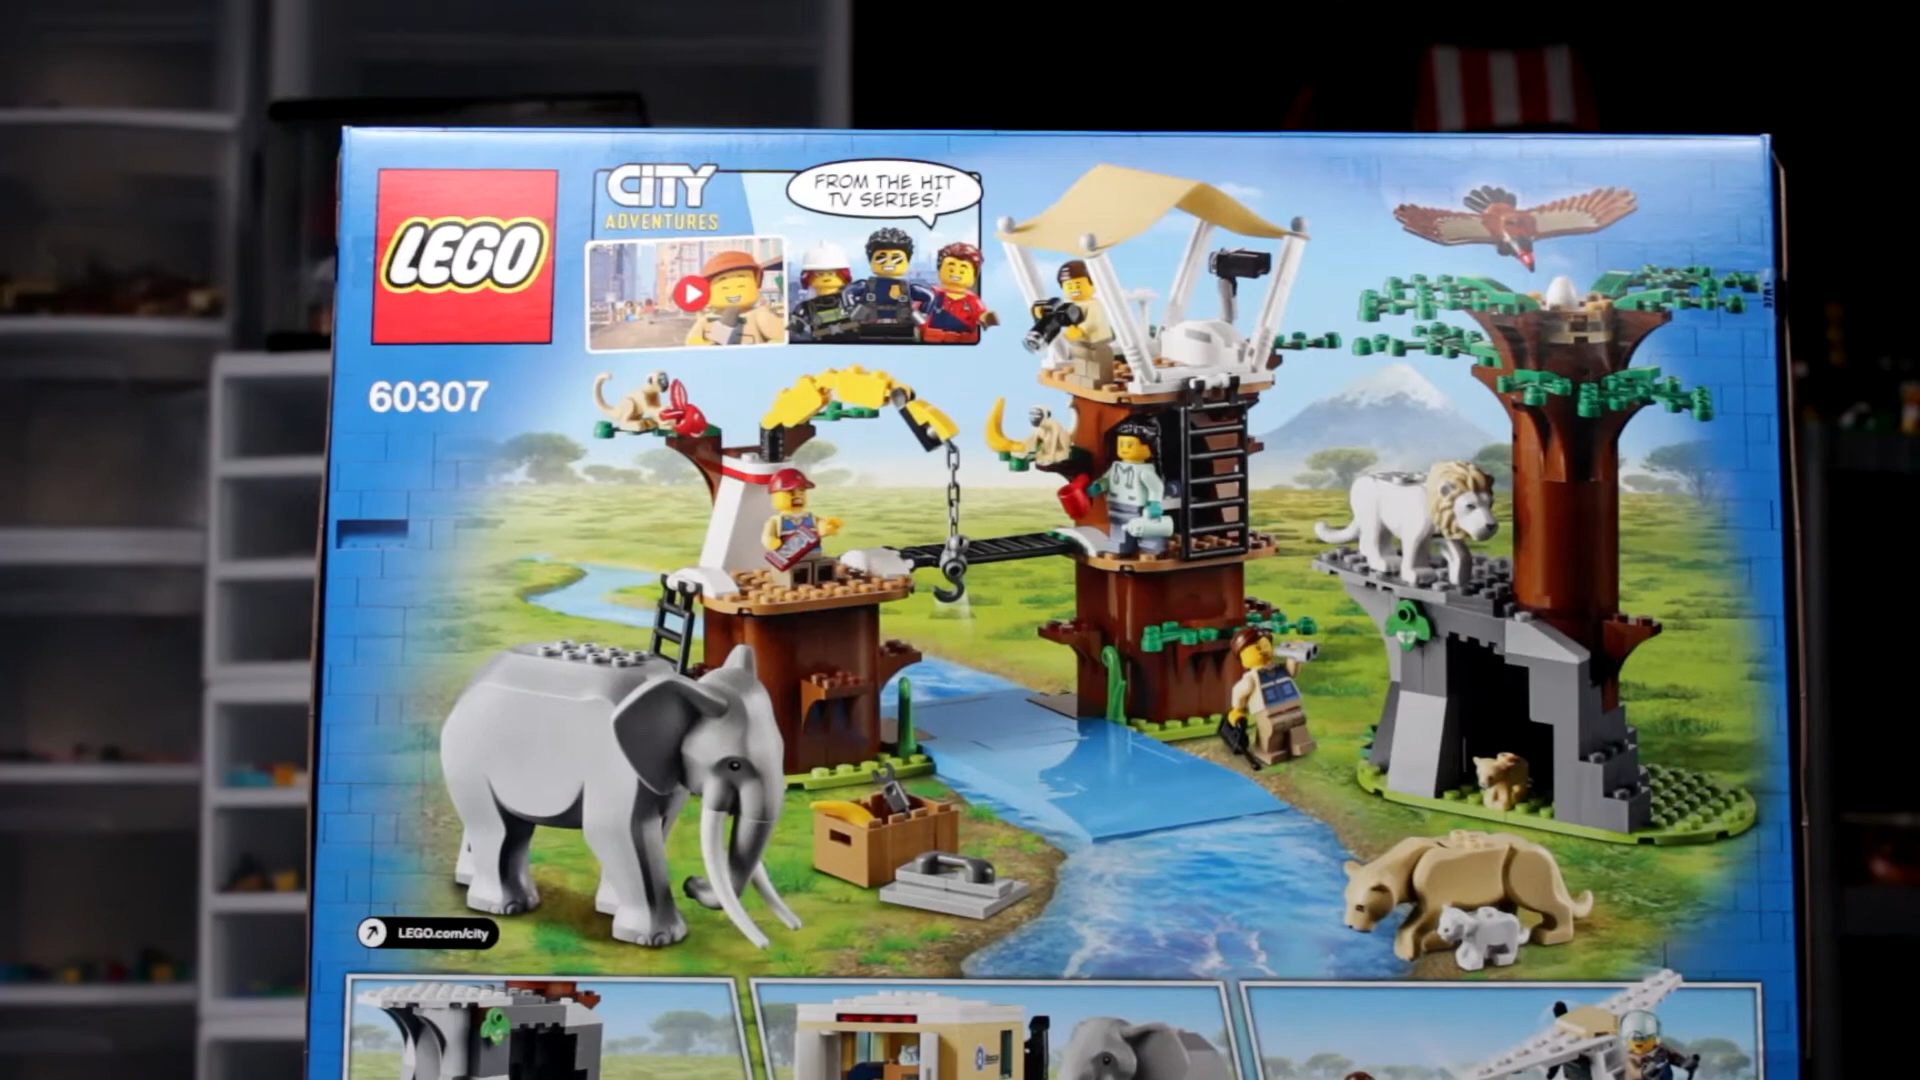 LEGO
CITY
ADVENTURES
FROM THE HIT
TV SERIES!
60307
LEGO.com/city